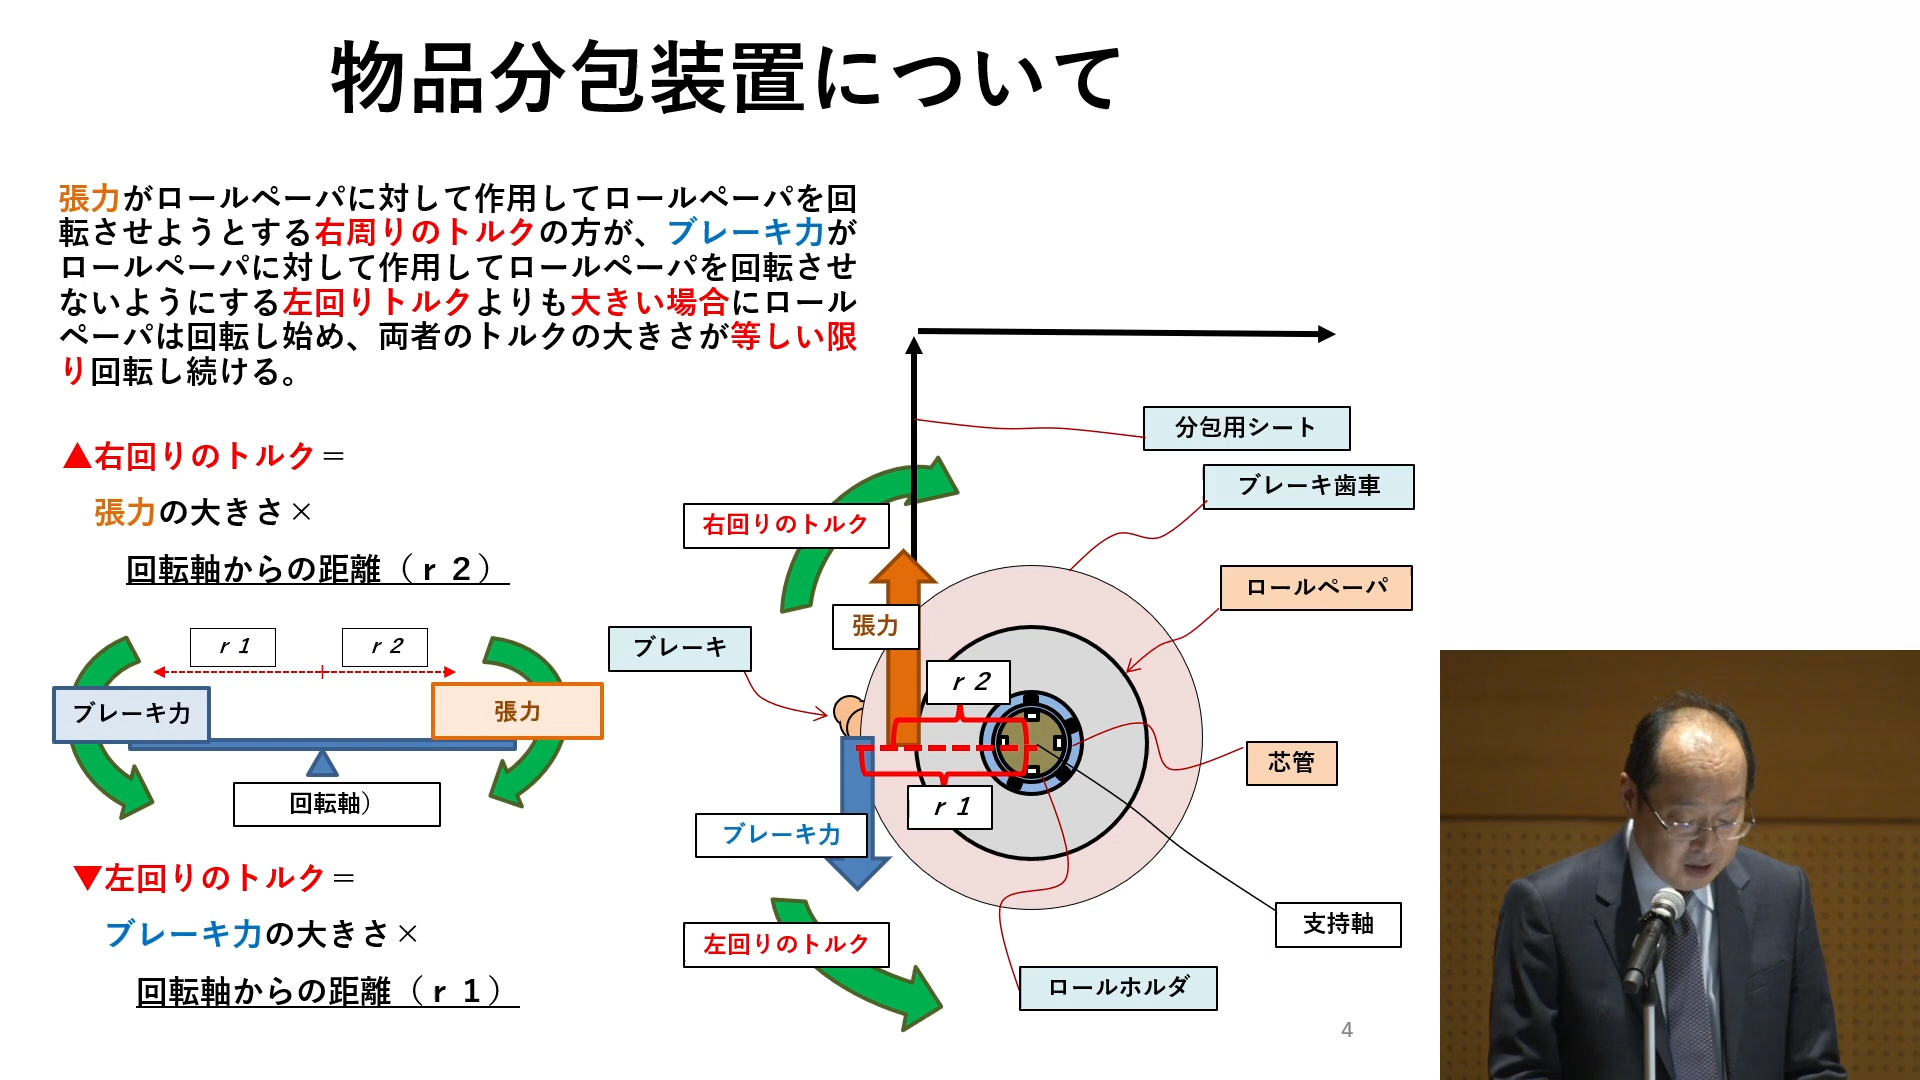 物品分包装置について
張力がロールペーパに対して作用してロールペーパを回
転させようとする右周りのトルクの方が、ブレーキ力が
ロールペーパに対して作用してロールペーパを回転させ
ないようにする左回りトルクよりも大きい場合にロール
ペーパは回転し始め、両者のトルクの大きさが等しい限
り回転し続ける。
▲右回りのトルク＝
張力の大きさ×
回転軸からの距離（ｒ２）
ｒ１
ｒ２
ブレーキ力
張力
回転軸）
▼左回りのトルク＝
ブレーキ力の大きさ×
回転軸からの距離（ｒ１）
分包用シート
ブレーキ歯車
右回りのトルク
ロールペーパ
張力
ブレーキ
ｒ２
芯管
ｒ１
ブレーキ力
支持軸
左回りのトルク
ロールホルダ
4